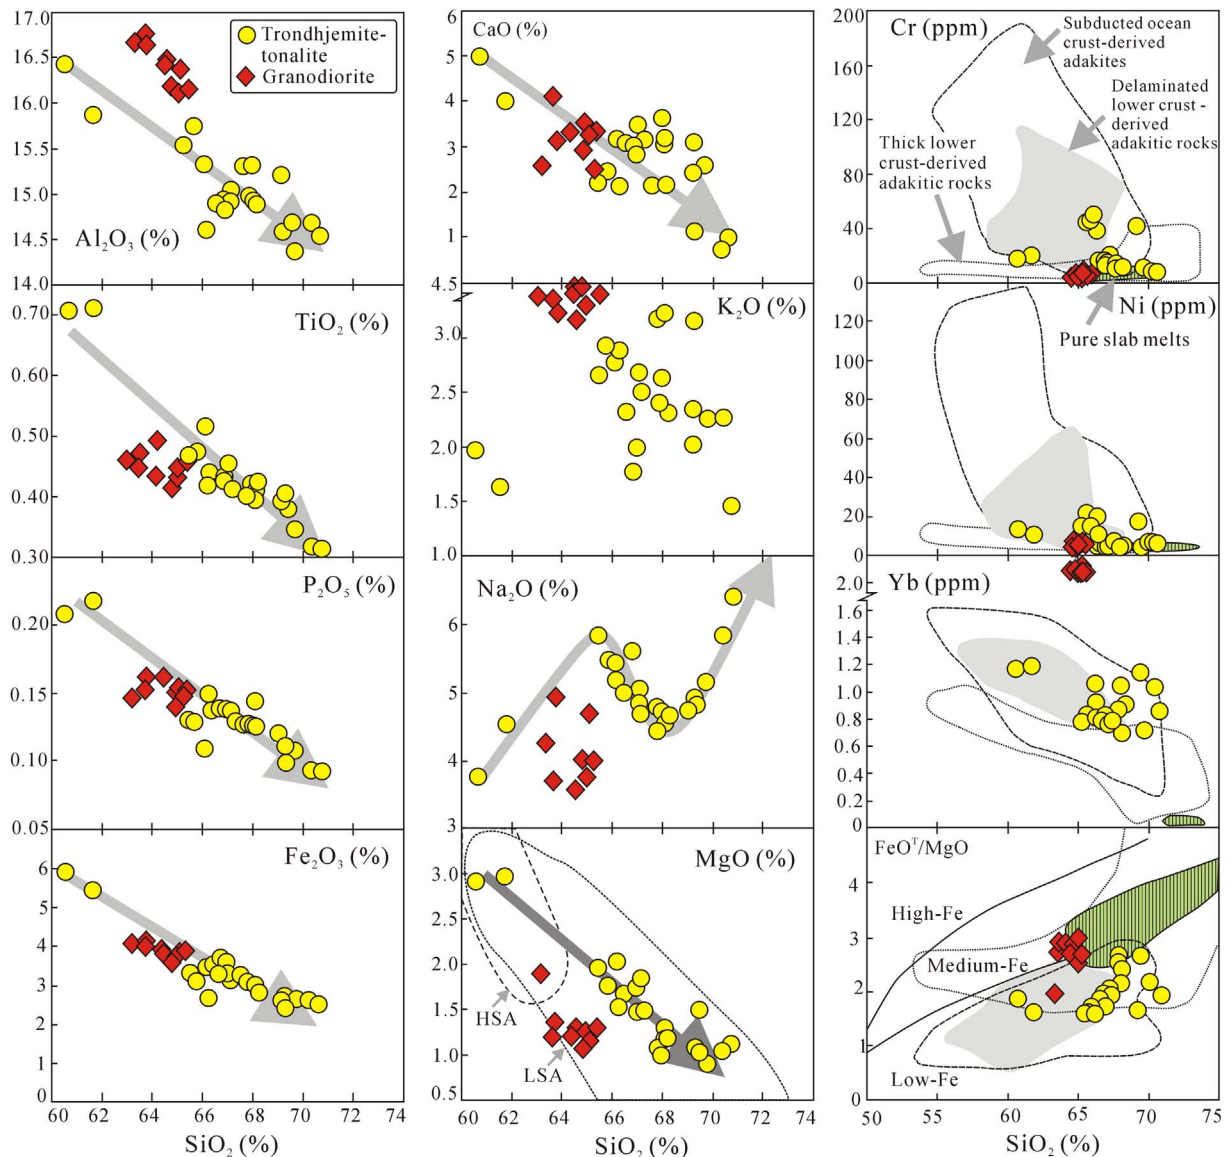 17.0
16.0
15.0
14.5
14.0
16.5
15.5
Al₂O₃ (%)
Trondhjemite-
tonalite
Granodiorite
0.70
0.60
0.50
0.40
0.30
TiO₂ (%)
0.20
0.15
0.10
0.05
P₂O₅ (%)
6
5
4
3
2
1
0
Fe₂O₃ (%)
60
62
64
66
68
70
72
74
SiO₂ (%)
6
5
4
3
2
1
4.5
CaO (%)
3.0
2.5
2.0
1.5
1.0
K₂O (%)
6
5
4
3
Na₂O (%)
3.0
2.5
2.0
1.5
1.0
0.5
MgO (%)
HSA
LSA
60
62
64
66
68
70
72
74
SiO₂ (%)
200
160
120
80
40
0
Cr (ppm)
Subducted ocean
crust-derived
adakites
Delaminated
lower crust -
derived
adakitic rocks
Thick lower
crust-derived
adakitic rocks
120
100
80
60
40
20
0
Ni (ppm)
Pure slab melts
2.0
1.6
1.4
1.2
1.0
0.8
0.6
0.4
0.2
0
Yb (ppm)
55
60
65
70
75
4
3
2
1
0
FeOᵀ/MgO
High-Fe
Medium-Fe
Low-Fe
50
55
60
65
70
75
SiO₂ (%)